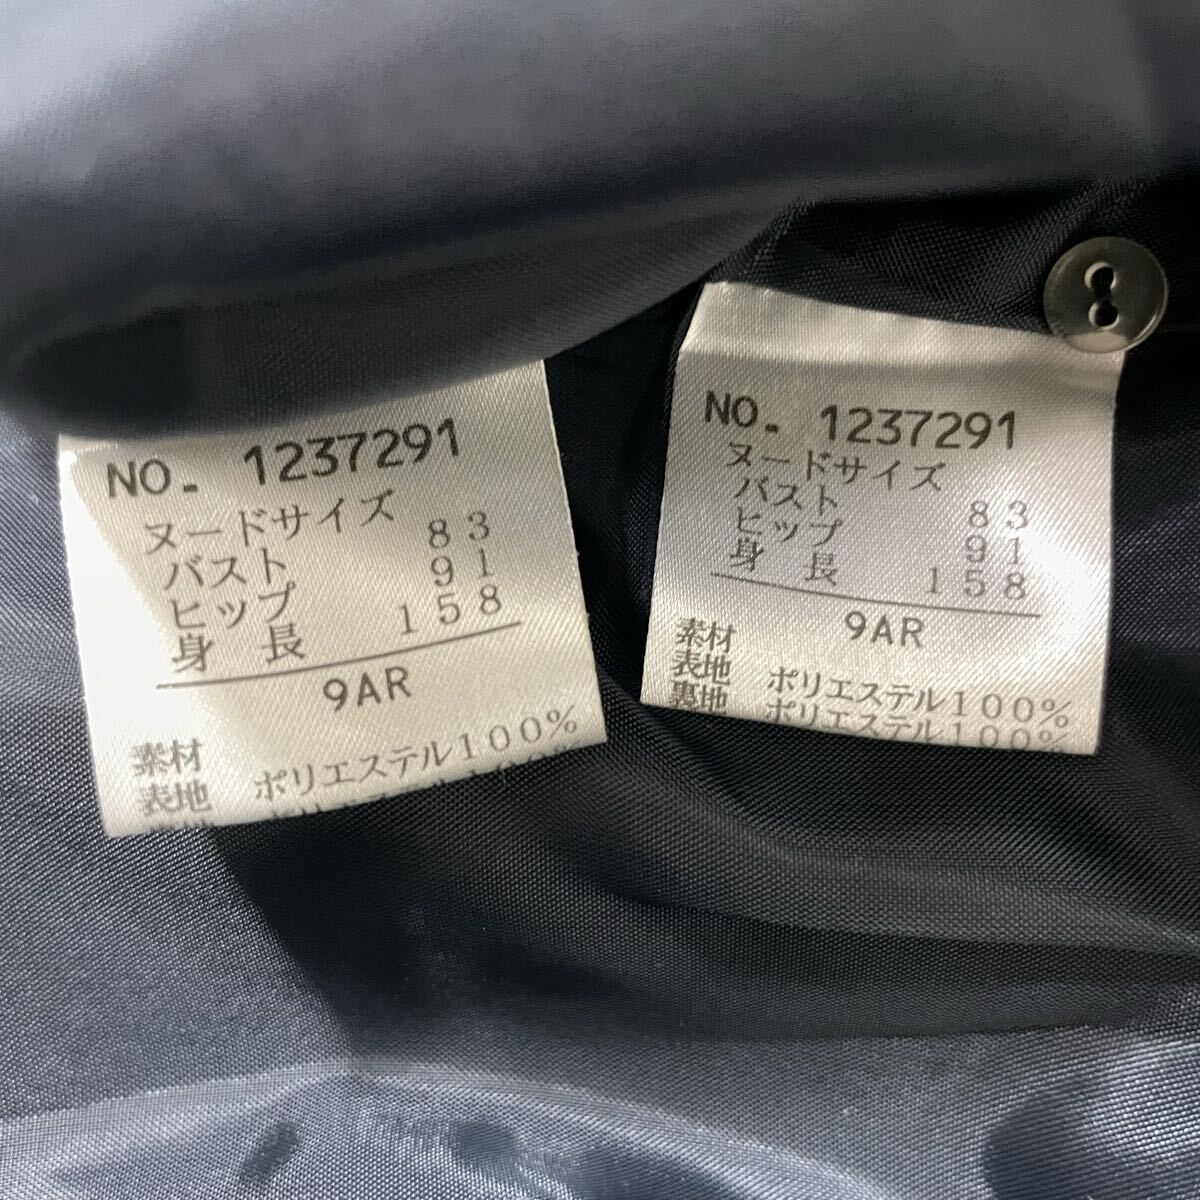 NO. 1237291
ヌードサイズ
バスト 83
ヒップ 91
身 長 158
9AR
素材
表地 ポリエステル100%
NO. 1237291
ヌードサイズ
バスト 83
ヒップ 91
身 長 158
9AR
素材
表地 ポリエステル100%
裏地 ポリエステル100%